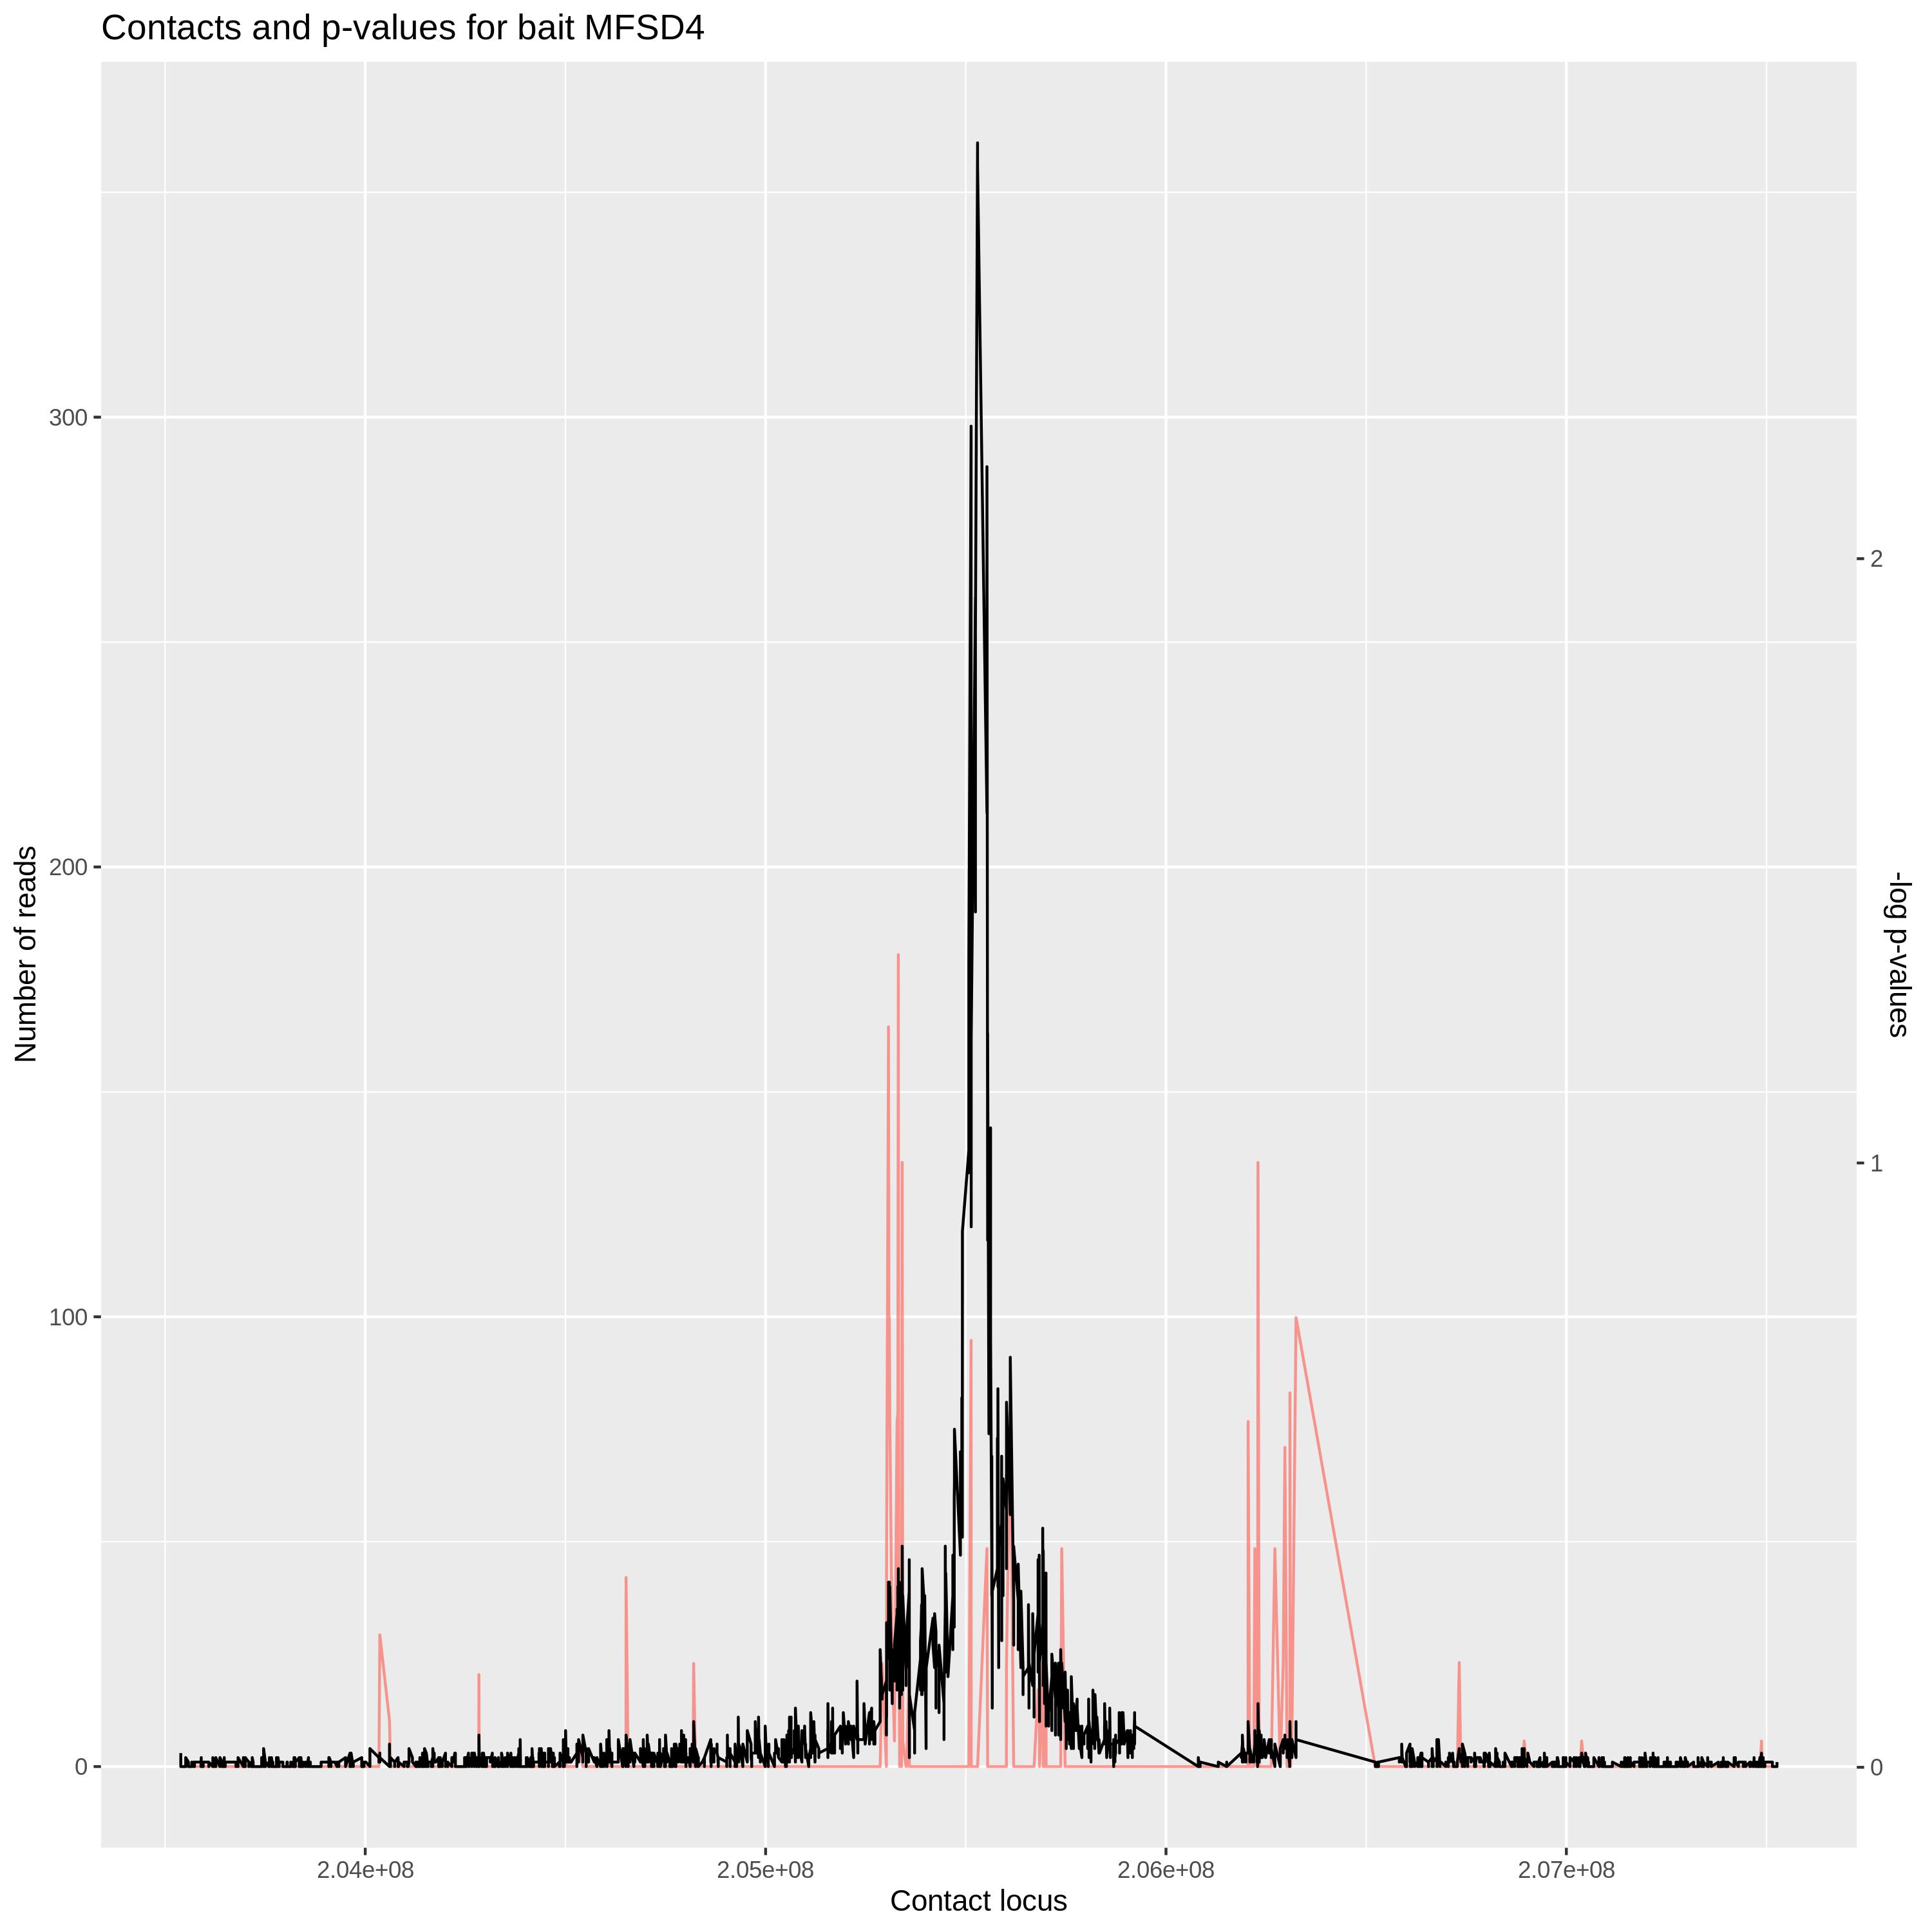 Contacts and p-values for bait MFSD4
300
200
100
0
Number of reads
2
1
0
-log p-values
2.04e+08
2.05e+08
2.06e+08
2.07e+08
Contact locus